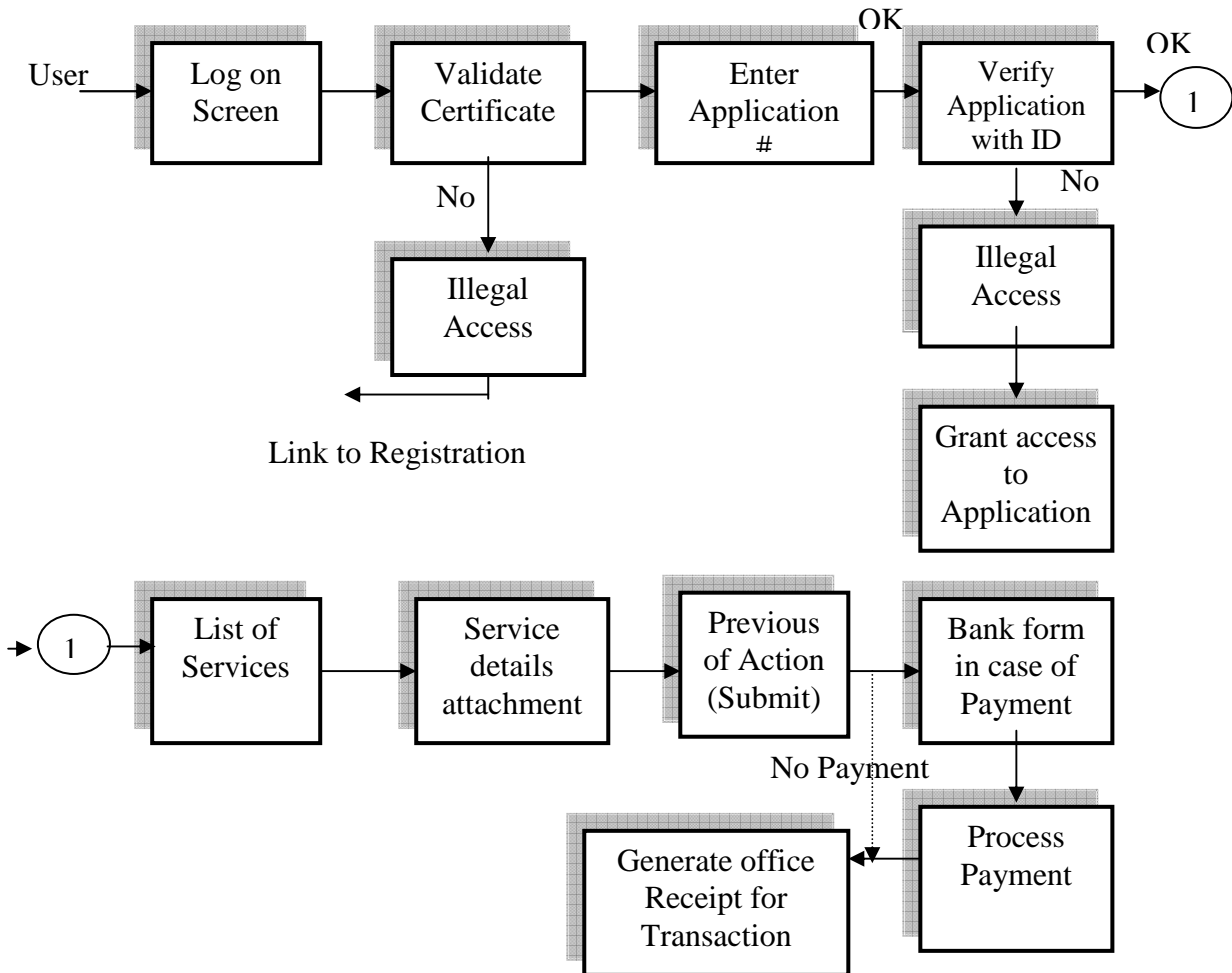 User
Log on
Screen
Validate
Certificate
Enter
Application
#
OK
Verify
Application
with ID
OK
1
No
Illegal
Access
Link to Registration
No
Illegal
Access
Grant access
to
Application
1
List of
Services
Service
details
attachment
Previous
of Action
(Submit)
Bank form
in case of
Payment
No Payment
Process
Payment
Generate office
Receipt for
Transaction